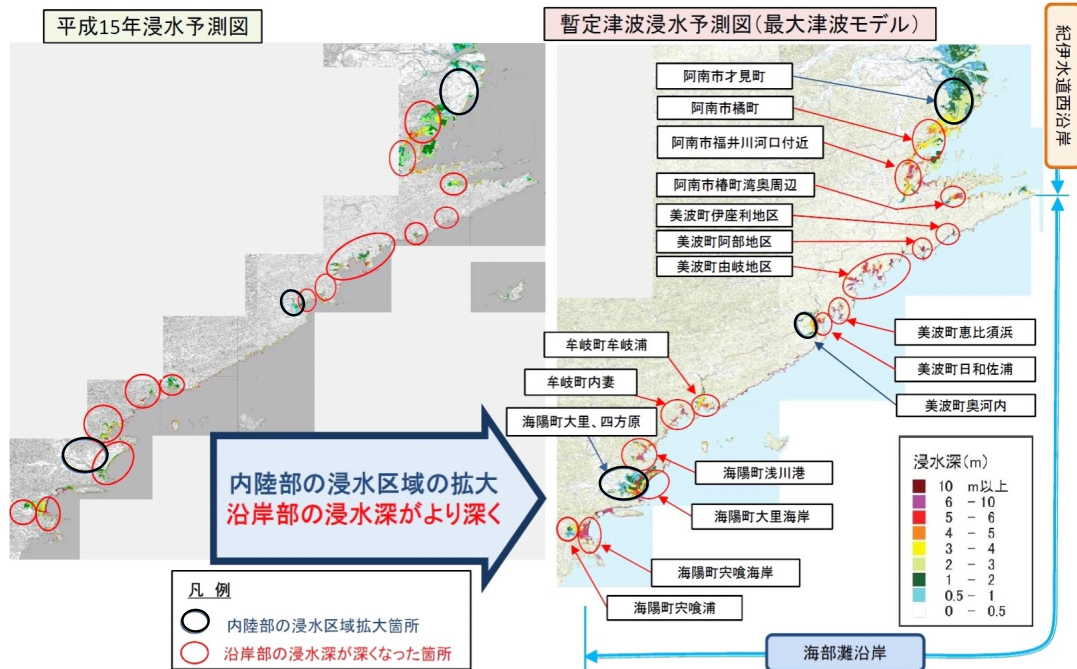 平成15年浸水予測図
暫定津波浸水予測図(最大津波モデル)
紀伊水道西沿岸
阿南市才見町
阿南市橘町
阿南市福井川河口付近
阿南市椿町湾奥周辺
美波町伊座利地区
美波町阿部地区
美波町由岐地区
美波町恵比須浜
美波町日和佐浦
美波町奥河内
牟岐町牟岐浦
牟岐町内妻
海陽町大里、四方原
海陽町浅川港
海陽町大里海岸
海陽町宍喰海岸
海陽町宍喰浦
内陸部の浸水区域の拡大
沿岸部の浸水深がより深く
凡 例
内陸部の浸水区域拡大箇所
沿岸部の浸水深が深くなった箇所
浸水深(m)
10 m以上
6 - 10
5 - 6
4 - 5
3 - 4
2 - 3
1 - 2
0.5 - 1
0 - 0.5
海部灘沿岸